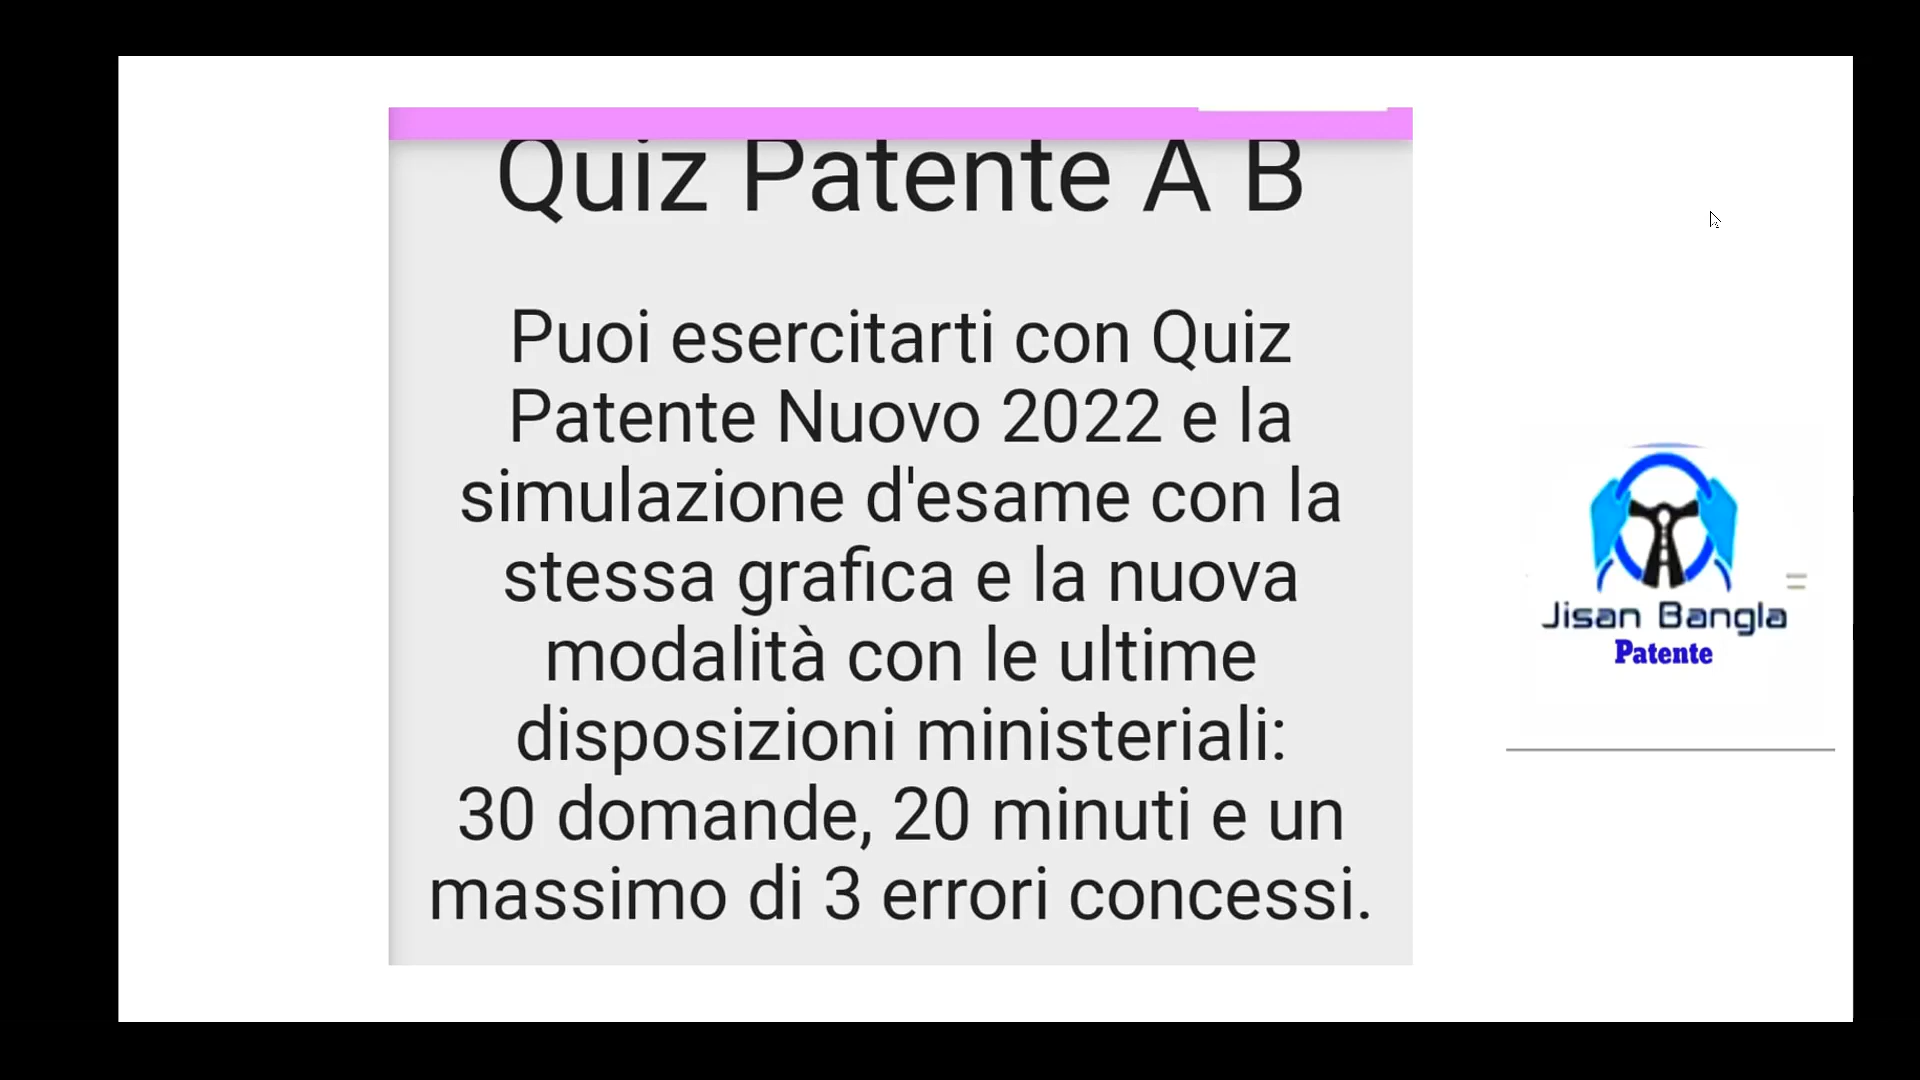 Quiz Patente A B
Puoi esercitarti con Quiz
Patente Nuovo 2022 e la
simulazione d'esame con la
stessa grafica e la nuova
modalità con le ultime
disposizioni ministeriali:
30 domande, 20 minuti e un
massimo di 3 errori concessi.
Jisan Bangla
Patente